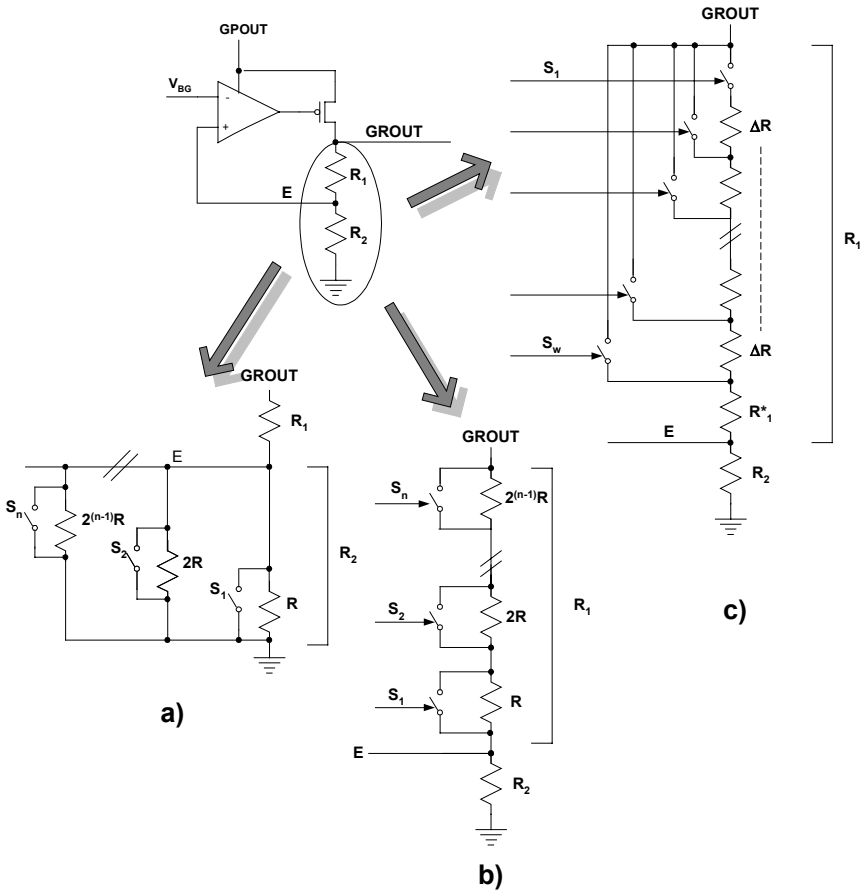 GPOUT
V_BG
-
+
GROUT
R_1
E
R_2
GROUT
S_1
ΔR
R_1
ΔR
S_w
R*_1
E
R_2
c)
GROUT
R_1
E
S_n
2^(n-1)R
S_2
2R
S_1
R
R_2
a)
GROUT
S_n
2^(n-1)R
S_2
2R
R_1
S_1
R
E
R_2
b)